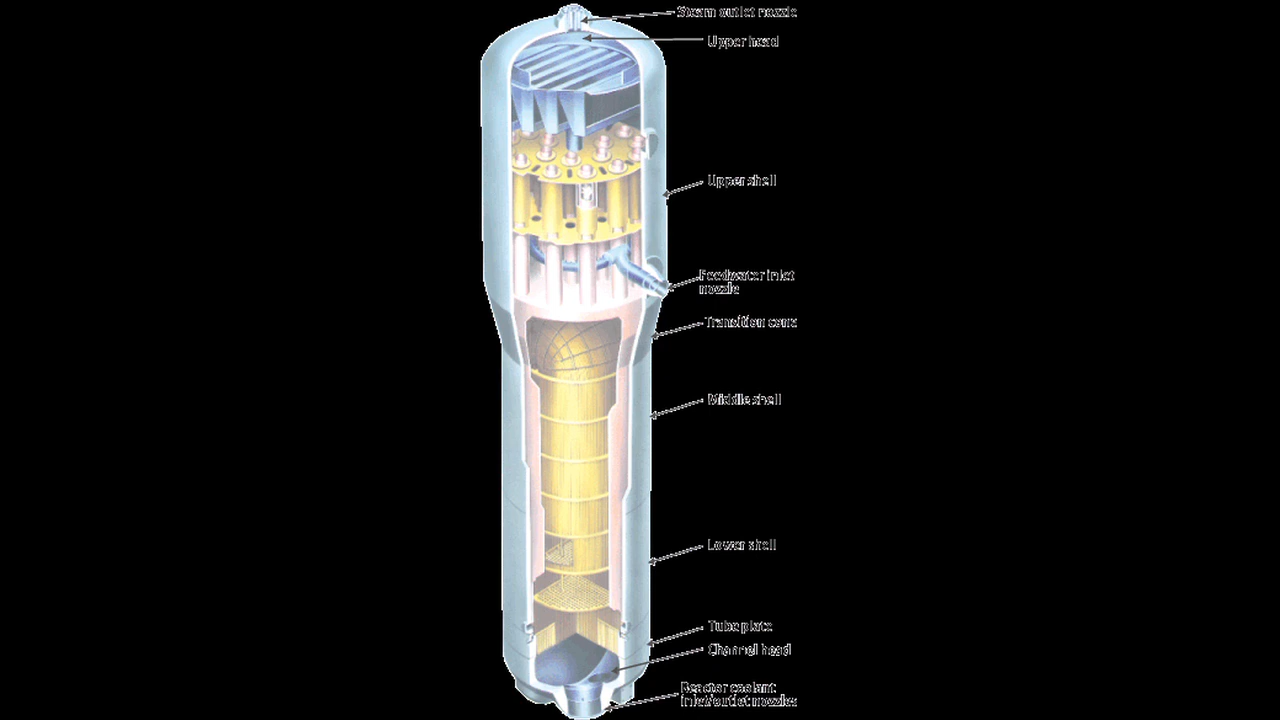 Steam outlet nozzle
Upper head
Upper shell
Feedwater inlet
nozzle
Transition cone
Middle shell
Lower shell
Tube plate
Channel head
Reactor coolant
inlet/outlet nozzles